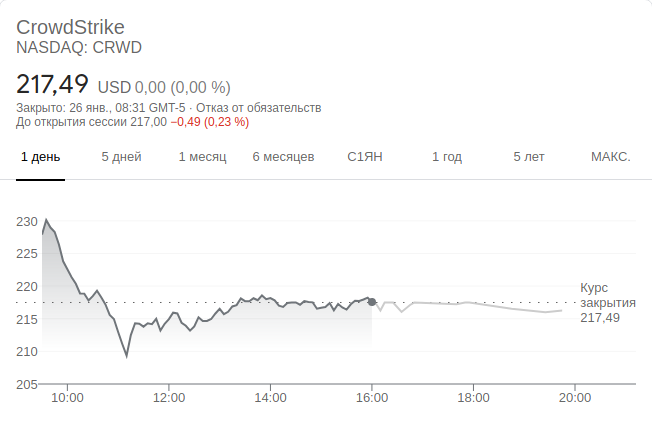 CrowdStrike
NASDAQ: CRWD
217,49 USD 0,00 (0,00 %)
Закрыто: 26 янв., 08:31 GMT-5 · Отказ от обязательств
До открытия сессии 217,00 −0,49 (0,23 %)
1 день 5 дней 1 месяц 6 месяцев С1ЯН 1 год 5 лет МАКС.
230
225
220
215
210
205
Курс
закрытия
217,49
10:00 12:00 14:00 16:00 18:00 20:00